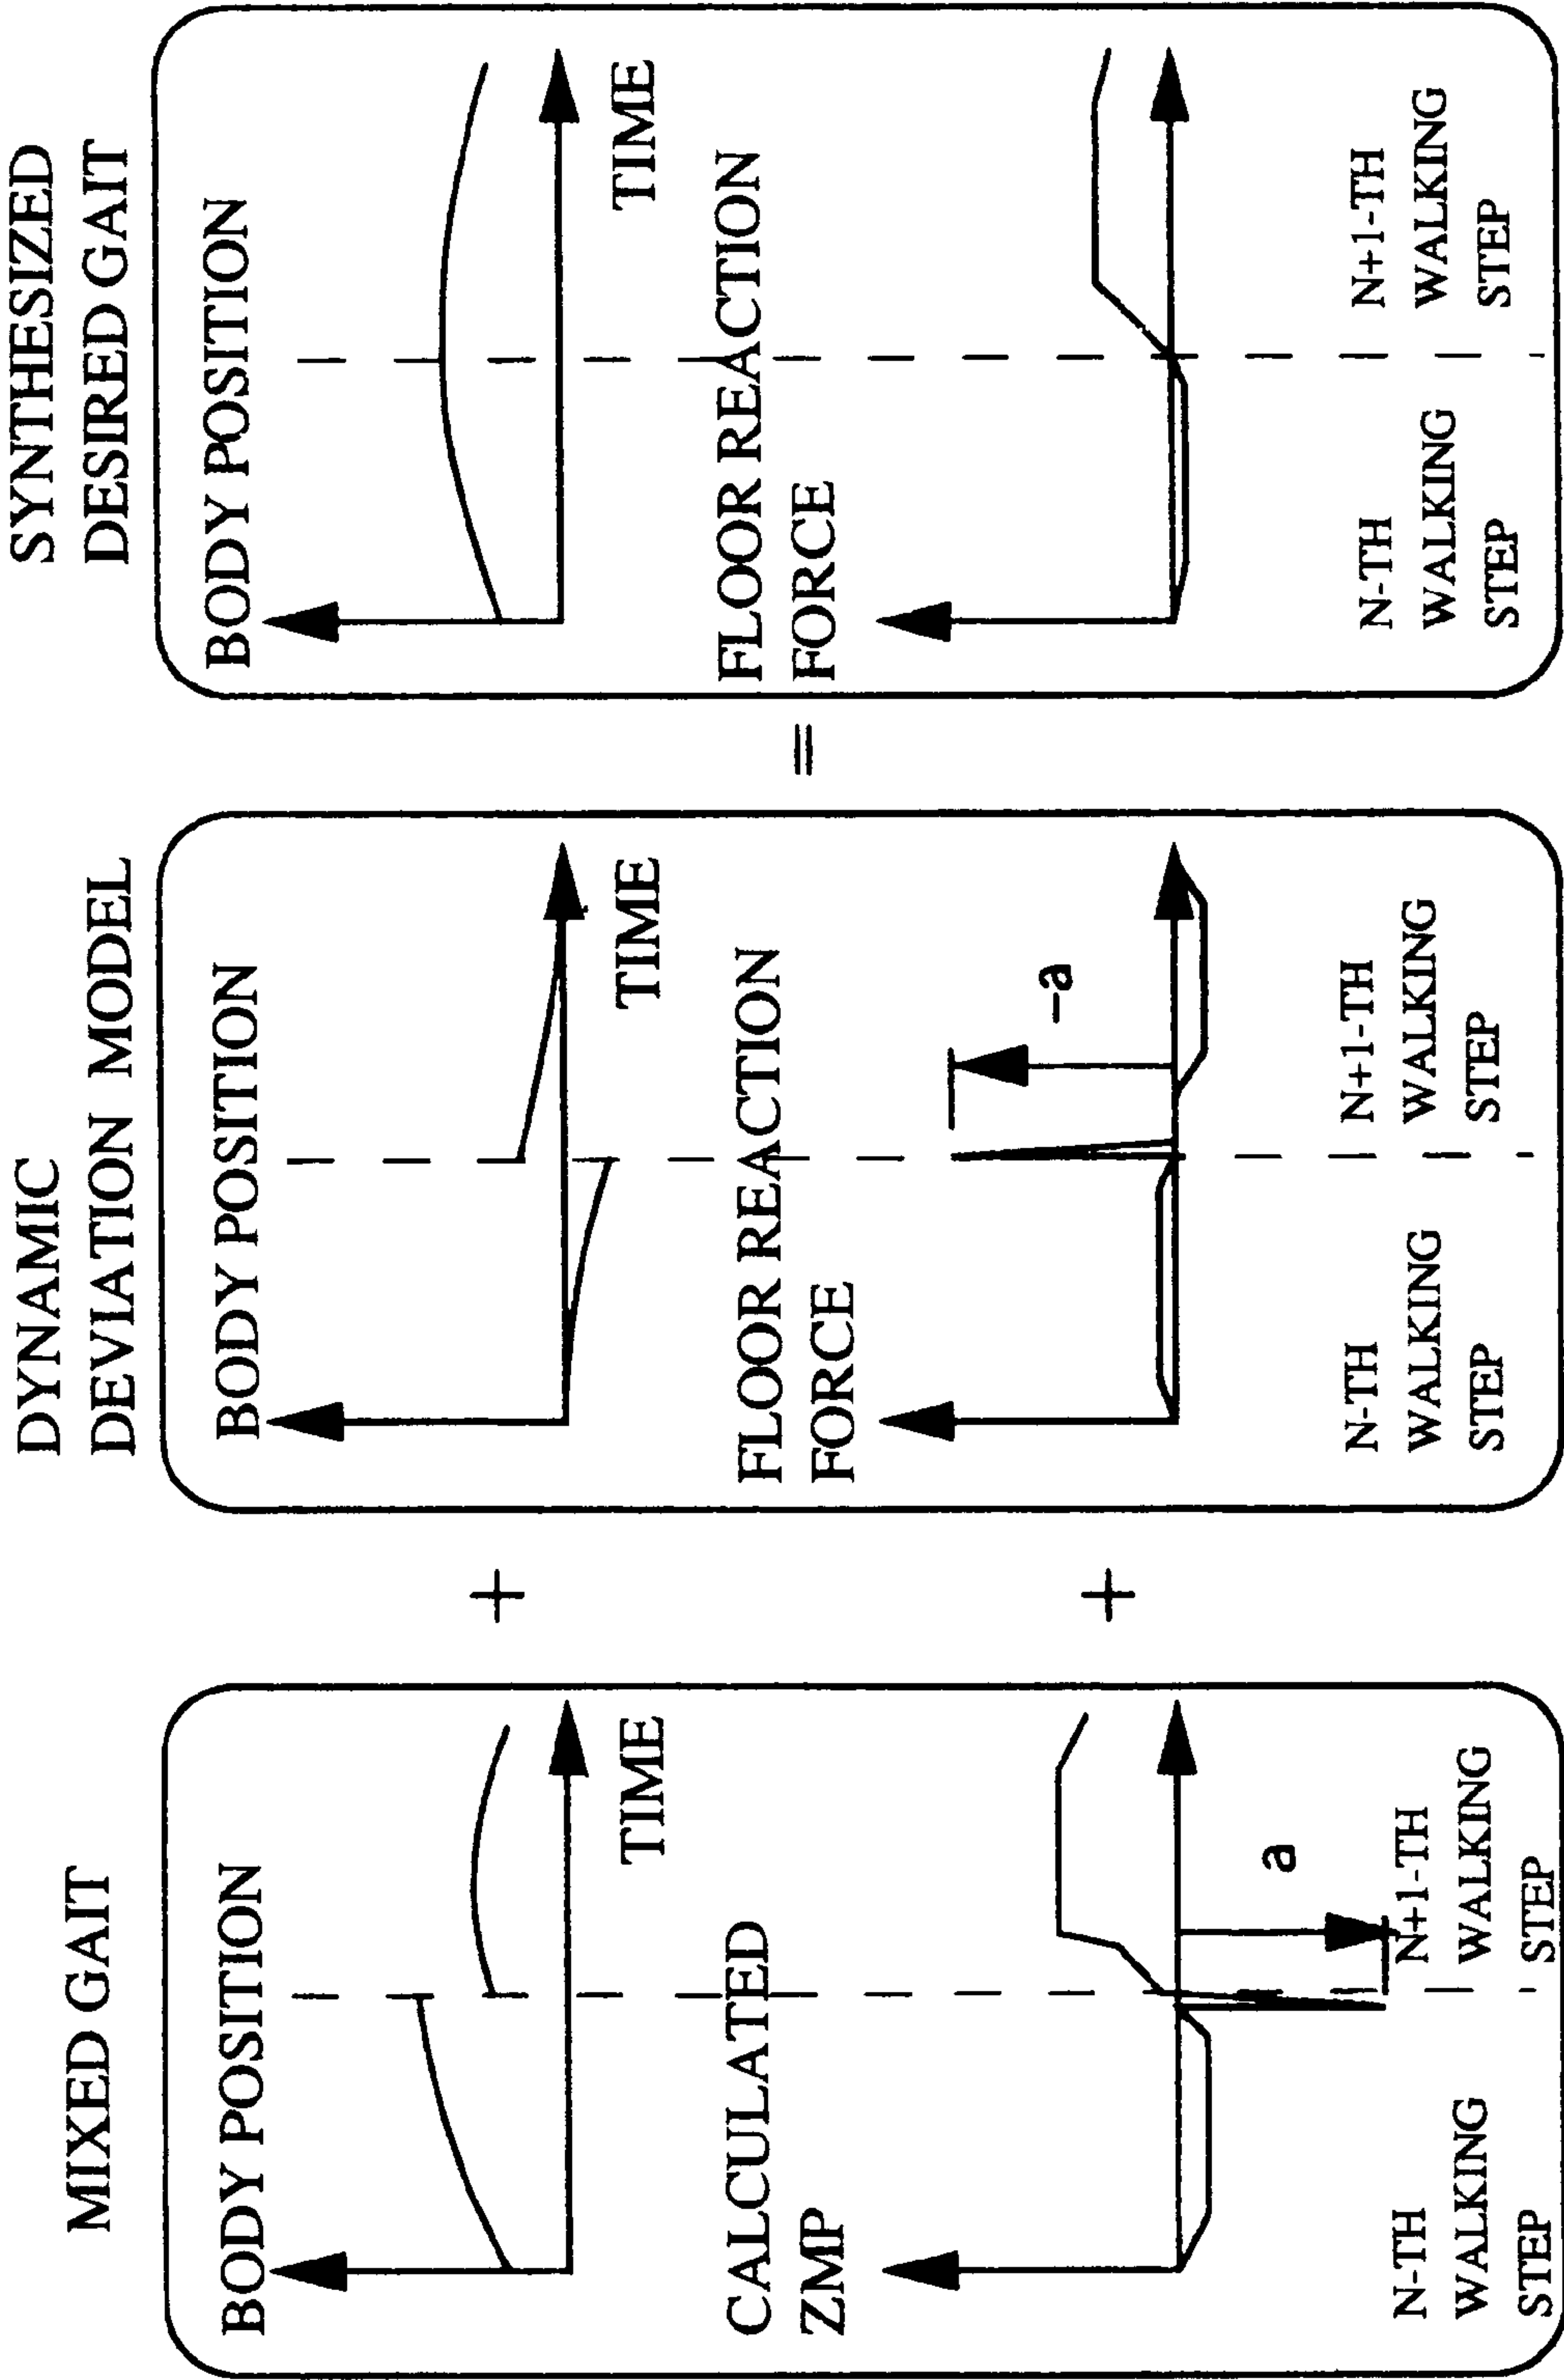 MIXED GAIT
BODY POSITION
TIME
CALCULATED
ZMP
a
N-TH
WALKING
STEP
N+1-TH
WALKING
STEP
+
+
DYNAMIC
DEVIATION MODEL
BODY POSITION
TIME
FLOOR REACTION
FORCE
-a
N-TH
WALKING
STEP
N+1-TH
WALKING
STEP
=
SYNTHESIZED
DESIRED GAIT
BODY POSITION
TIME
FLOOR REACTION
FORCE
N-TH
WALKING
STEP
N+1-TH
WALKING
STEP